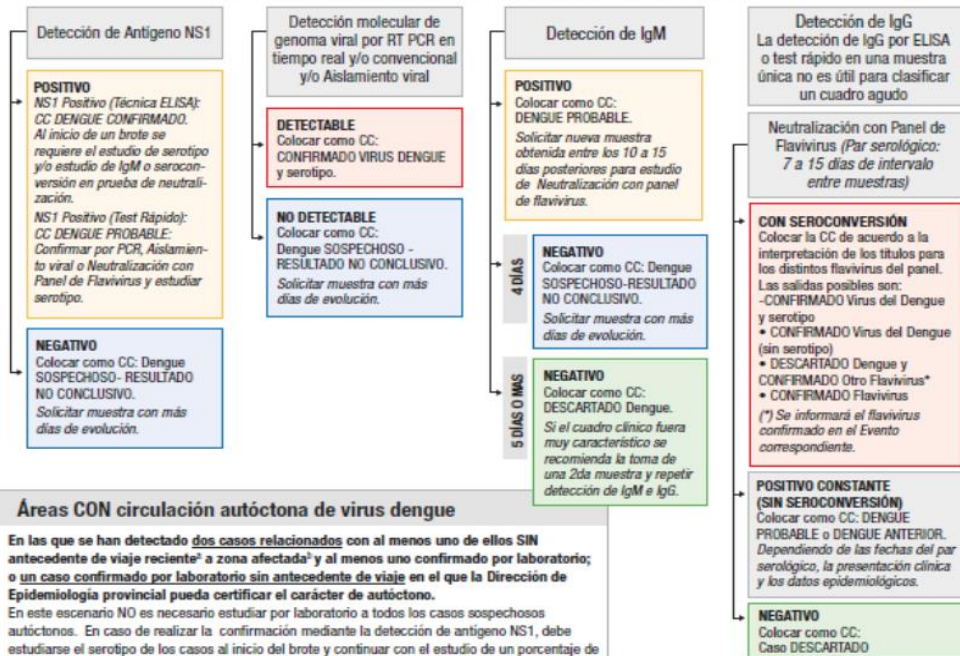 Detección de Antígeno NS1
POSITIVO
NS1 Positivo (Técnica ELISA):
CC DENGUE CONFIRMADO.
Al inicio de un brote se
requiere el estudio de serotipo
y/o estudio de IgM o serocon-
versión en prueba de neutrali-
zación.
NS1 Positivo (Test Rápido):
CC DENGUE PROBABLE:
Confirmar por PCR, Aislamien-
to viral o Neutralización con
Panel de Flavivirus y estudiar
serotipo.
NEGATIVO
Colocar como CC: Dengue
SOSPECHOSO- RESULTADO
NO CONCLUSIVO.
Solicitar muestra con más
días de evolución.
Detección molecular de
genoma viral por RT PCR en
tiempo real y/o convencional
y/o Aislamiento viral
DETECTABLE
Colocar como CC:
CONFIRMADO VIRUS DENGUE
y serotipo.
NO DETECTABLE
Colocar como CC:
Dengue SOSPECHOSO -
RESULTADO NO CONCLUSIVO.
Solicitar muestra con más
días de evolución.
Detección de IgM
POSITIVO
Colocar como CC:
DENGUE PROBABLE.
Solicitar nueva muestra
obtenida entre los 10 a 15
días posteriores para estudio
de Neutralización con panel
de flavivirus.
4 DÍAS
NEGATIVO
Colocar como CC: Dengue
SOSPECHOSO-RESULTADO
NO CONCLUSIVO.
Solicitar muestra con más
días de evolución.
5 DÍAS O MAS
NEGATIVO
Colocar como CC:
DESCARTADO Dengue.
Si el cuadro clínico fuera
muy característico se
recomienda la toma de
una 2da muestra y repetir
detección de IgM e IgG.
Detección de IgG
La detección de IgG por ELISA
o test rápido en una muestra
única no es útil para clasificar
un cuadro agudo
Neutralización con Panel de
Flavivirus (Par serológico:
7 a 15 días de intervalo
entre muestras)
CON SEROCONVERSIÓN
Colocar la CC de acuerdo a la
interpretación de los títulos para
los distintos flavivirus del panel.
Las salidas posibles son:
-CONFIRMADO Virus del Dengue
y serotipo
• CONFIRMADO Virus del Dengue
(sin serotipo)
• DESCARTADO Dengue y
CONFIRMADO Otro Flavivirus*
• CONFIRMADO Flavivirus
(*) Se informará el flavivirus
confirmado en el Evento
correspondiente.
POSITIVO CONSTANTE
(SIN SEROCONVERSIÓN)
Colocar como CC: DENGUE
PROBABLE o DENGUE ANTERIOR.
Dependiendo de las fechas del par
serológico, la presentación clínica
y los datos epidemiológicos.
NEGATIVO
Colocar como CC:
Caso DESCARTADO
Áreas CON circulación autóctona de virus dengue
En las que se han detectado dos casos relacionados con al menos uno de ellos SIN
antecedente de viaje reciente² a zona afectada³ y al menos uno confirmado por laboratorio;
o un caso confirmado por laboratorio sin antecedente de viaje en el que la Dirección de
Epidemiología provincial pueda certificar el carácter de autóctono.
En este escenario NO es necesario estudiar por laboratorio a todos los casos sospechosos
autóctonos. En caso de realizar la confirmación mediante la detección de antígeno NS1, debe
estudiarse el serotipo de los casos al inicio del brote y continuar con el estudio de un porcentaje de